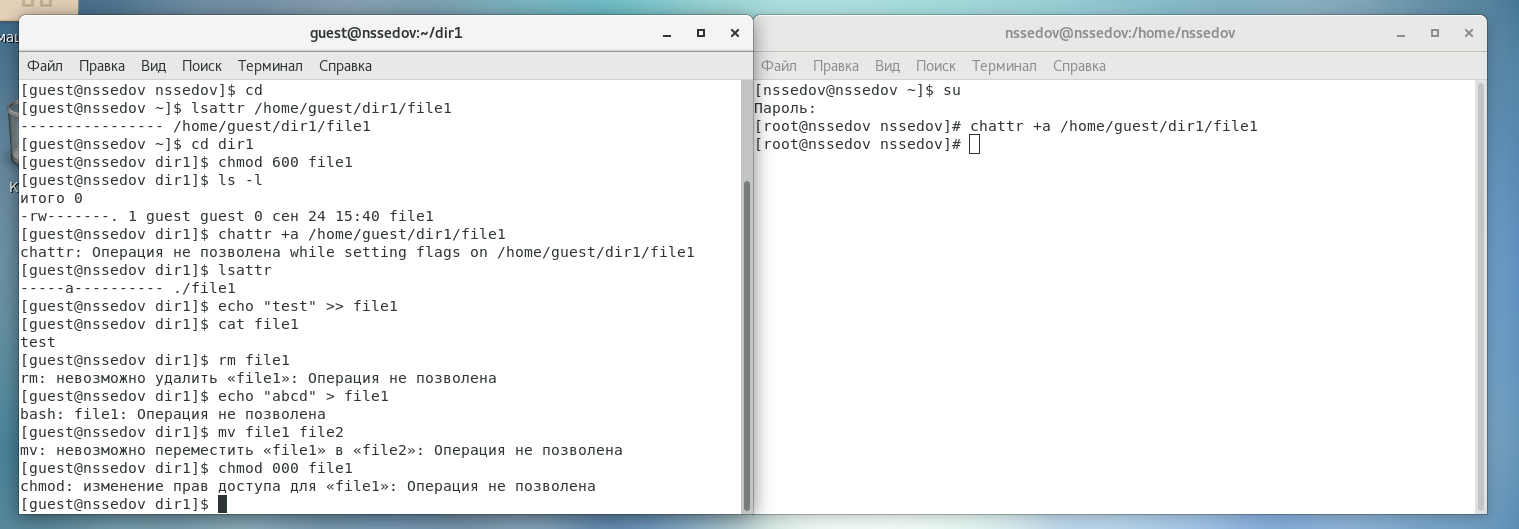 guest@nssedov:~/dir1
Файл Правка Вид Поиск Терминал Справка
[guest@nssedov nssedov]$ cd
[guest@nssedov ~]$ lsattr /home/guest/dir1/file1
---------------- /home/guest/dir1/file1
[guest@nssedov ~]$ cd dir1
[guest@nssedov dir1]$ chmod 600 file1
[guest@nssedov dir1]$ ls -l
итого 0
-rw-------. 1 guest guest 0 сен 24 15:40 file1
[guest@nssedov dir1]$ chattr +a /home/guest/dir1/file1
chattr: Операция не позволена while setting flags on /home/guest/dir1/file1
[guest@nssedov dir1]$ lsattr
-----a---------- ./file1
[guest@nssedov dir1]$ echo "test" >> file1
[guest@nssedov dir1]$ cat file1
test
[guest@nssedov dir1]$ rm file1
rm: невозможно удалить «file1»: Операция не позволена
[guest@nssedov dir1]$ echo "abcd" > file1
bash: file1: Операция не позволена
[guest@nssedov dir1]$ mv file1 file2
mv: невозможно переместить «file1» в «file2»: Операция не позволена
[guest@nssedov dir1]$ chmod 000 file1
chmod: изменение прав доступа для «file1»: Операция не позволена
[guest@nssedov dir1]$
nssedov@nssedov:/home/nssedov
Файл Правка Вид Поиск Терминал Справка
[nssedov@nssedov ~]$ su
Пароль:
[root@nssedov nssedov]# chattr +a /home/guest/dir1/file1
[root@nssedov nssedov]#